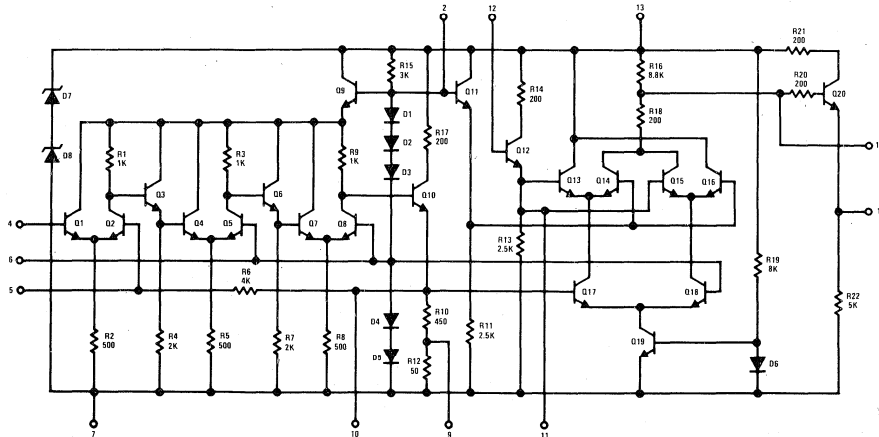 2
12
13
R21
200
R15
3K
R16
8.8K
R20
200
Q9
Q11
R14
200
Q20
D7
D1
R18
200
R17
200
D2
Q12
1
R1
1K
R3
1K
R9
1K
D8
D3
Q13
Q14
Q15
Q16
Q3
Q6
Q10
4
Q1
Q2
Q4
Q5
Q7
Q8
1
R13
2.5K
6
R19
8K
R6
4K
5
Q17
Q18
R22
5K
R10
450
D4
R2
500
R4
2K
R5
500
R7
2K
R8
500
R11
2.5K
Q19
D5
R12
50
D6
7
10
9
11